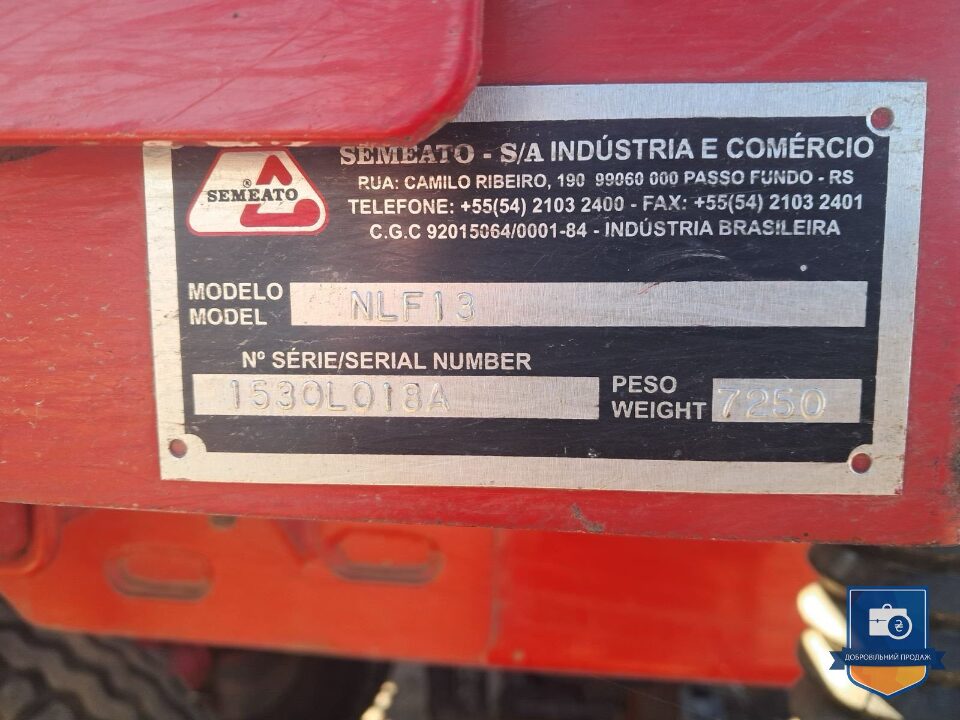 SEMEATO - S/A INDÚSTRIA E COMÉRCIO
® SEMEATO
RUA: CAMILO RIBEIRO, 190 99060 000 PASSO FUNDO - RS
TELEFONE: +55(54) 2103 2400 - FAX: +55(54) 2103 2401
C.G.C 92015064/0001-84 - INDÚSTRIA BRASILEIRA
MODELO
MODEL
NLF13
Nº SÉRIE/SERIAL NUMBER
1530L018A
PESO
WEIGHT
7250
₴
ДОБРОВІЛЬНИЙ ПРОДАЖ